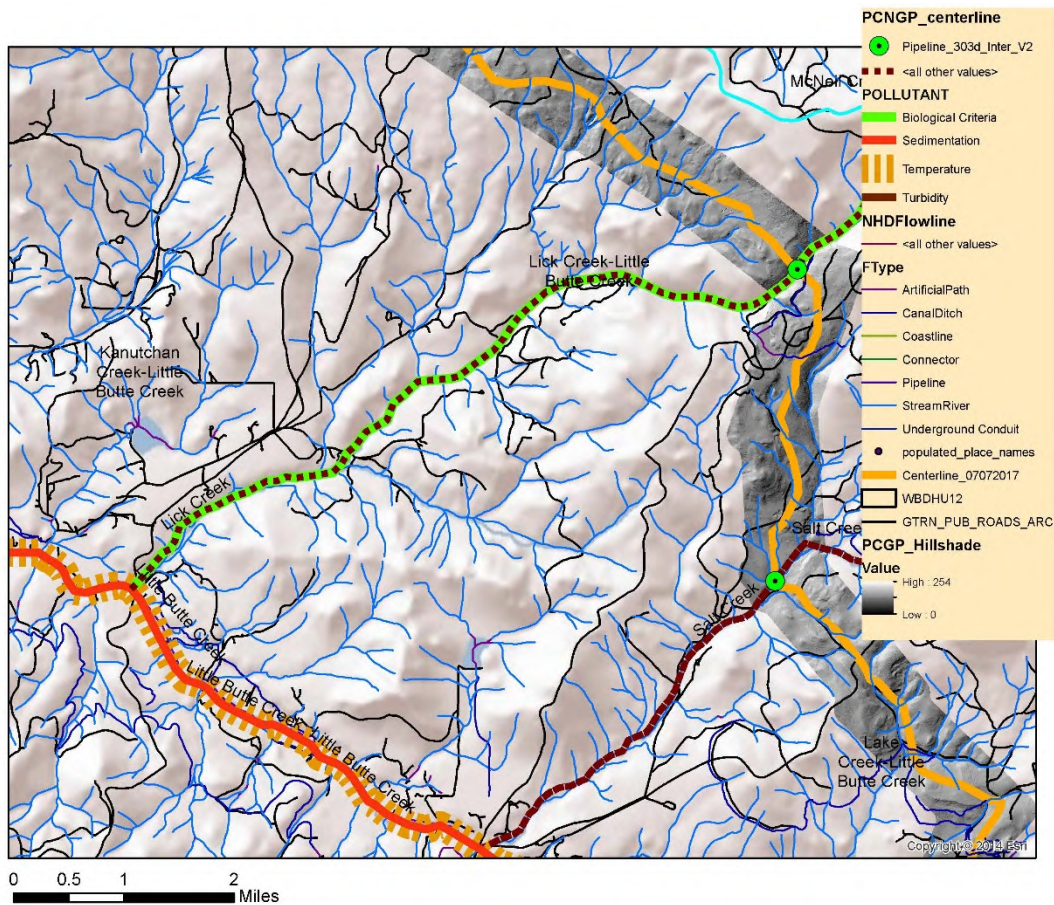 PCNGP_centerline
Pipeline_303d_Inter_V2
<all other values>
POLLUTANT
Biological Criteria
Sedimentation
Temperature
Turbidity
NHDFlowline
<all other values>
FType
ArtificialPath
CanalDitch
Coastline
Connector
Pipeline
StreamRiver
Underground Conduit
populated_place_names
Centerline_07072017
WBDHU12
GTRN_PUB_ROADS_ARC
PCGP_Hillshade
Value
High : 254
Low : 0
McNeil Cr
Lick Creek-Little
Butte Creek
Kanutchan
Creek-Little
Butte Creek
Lick Creek
Salt Cree
Salt Creek
Little Butte Creek
Little Butte Creek
Little Butte Creek
Lake
Creek-Little
Butte Creek
Copyright:© 2014 Esri
0 0.5 1 2
Miles